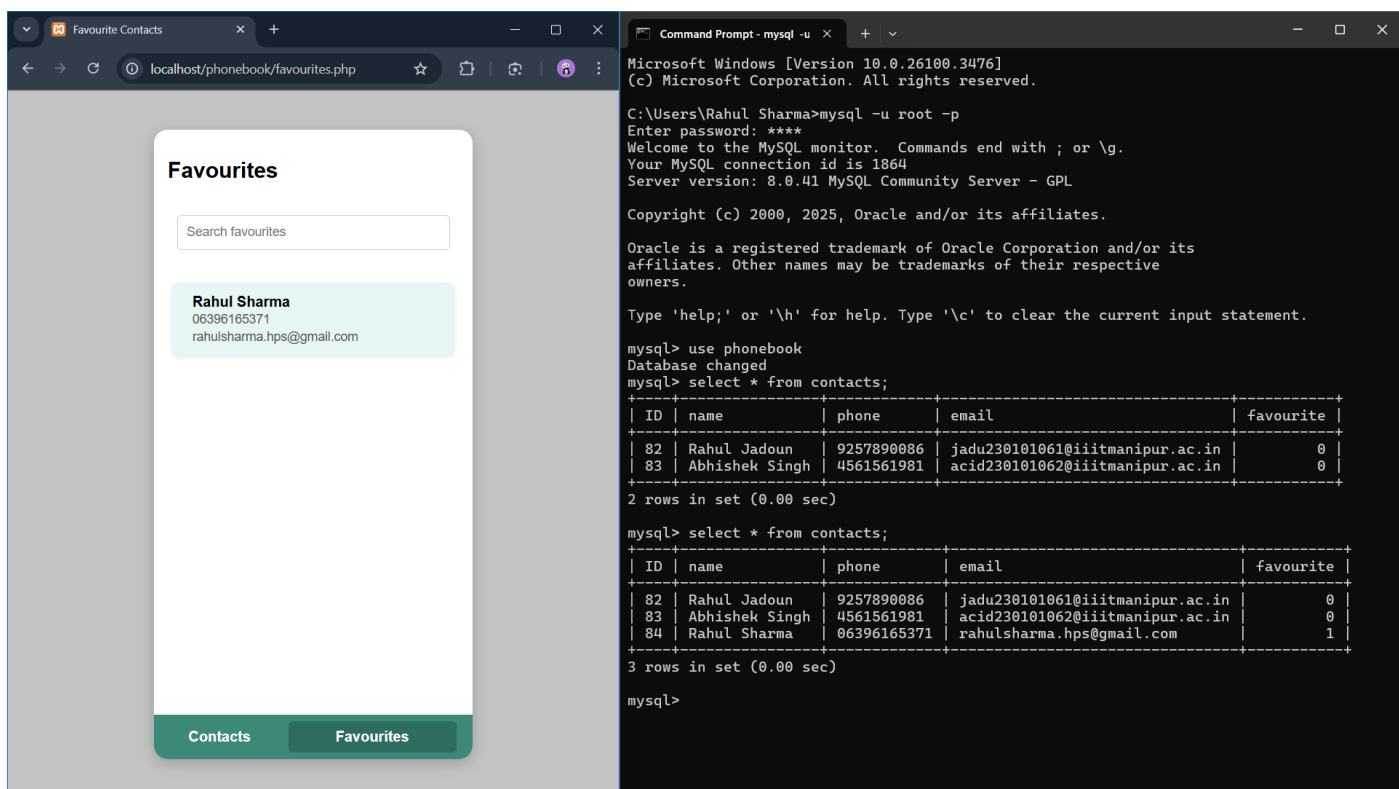 Favourite Contacts
localhost/phonebook/favourites.php
Favourites
Search favourites
Rahul Sharma
06396165371
rahulsharma.hps@gmail.com
Contacts
Favourites
Command Prompt - mysql -u
Microsoft Windows [Version 10.0.26100.3476]
(c) Microsoft Corporation. All rights reserved.
C:\Users\Rahul Sharma>mysql -u root -p
Enter password: ****
Welcome to the MySQL monitor.  Commands end with ; or \g.
Your MySQL connection id is 1864
Server version: 8.0.41 MySQL Community Server - GPL
Copyright (c) 2000, 2025, Oracle and/or its affiliates.
Oracle is a registered trademark of Oracle Corporation and/or its
affiliates. Other names may be trademarks of their respective
owners.
Type 'help;' or '\h' for help. Type '\c' to clear the current input statement.
mysql> use phonebook
Database changed
mysql> select * from contacts;
+----+----------------+------------+----------------------------------+-----------+
| ID | name           | phone      | email                            | favourite |
+----+----------------+------------+----------------------------------+-----------+
| 82 | Rahul Jadoun   | 9257890086 | jadu230101061@iiitmanipur.ac.in |         0 |
| 83 | Abhishek Singh | 4561561981 | acid230101062@iiitmanipur.ac.in |         0 |
+----+----------------+------------+----------------------------------+-----------+
2 rows in set (0.00 sec)
mysql> select * from contacts;
+----+----------------+-------------+----------------------------------+-----------+
| ID | name           | phone       | email                            | favourite |
+----+----------------+-------------+----------------------------------+-----------+
| 82 | Rahul Jadoun   | 9257890086  | jadu230101061@iiitmanipur.ac.in |         0 |
| 83 | Abhishek Singh | 4561561981  | acid230101062@iiitmanipur.ac.in |         0 |
| 84 | Rahul Sharma   | 06396165371 | rahulsharma.hps@gmail.com        |         1 |
+----+----------------+-------------+----------------------------------+-----------+
3 rows in set (0.00 sec)
mysql>